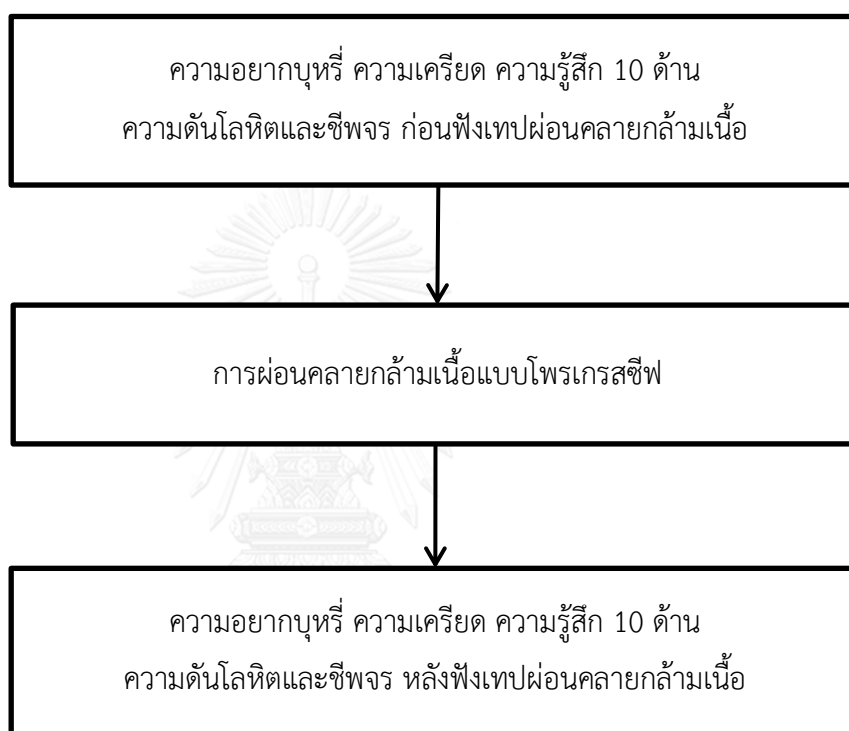 ความอยากบุหรี่ ความเครียด ความรู้สึก 10 ด้าน
ความดันโลหิตและชีพจร ก่อนฟังเทปผ่อนคลายกล้ามเนื้อ
การผ่อนคลายกล้ามเนื้อแบบโพรเกรสซีฟ
ความอยากบุหรี่ ความเครียด ความรู้สึก 10 ด้าน
ความดันโลหิตและชีพจร หลังฟังเทปผ่อนคลายกล้ามเนื้อ